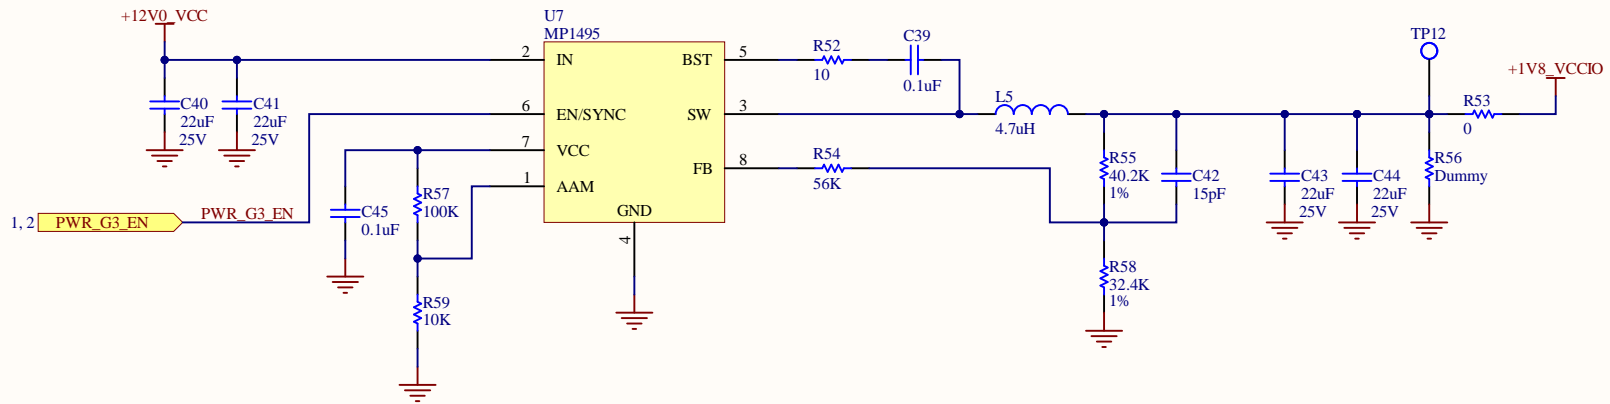 +12V0_VCC
U7
MP1495
2
IN
BST
5
R52
10
C39
0.1uF
TP12
+1V8_VCCIO
C40
22uF
25V
C41
22uF
25V
6
EN/SYNC
SW
3
L5
4.7uH
R53
0
7
VCC
FB
8
R54
56K
R55
40.2K
1%
C42
15pF
C43
22uF
25V
C44
22uF
25V
R56
Dummy
1
AAM
GND
4
1, 2
PWR_G3_EN
PWR_G3_EN
C45
0.1uF
R57
100K
R58
32.4K
1%
R59
10K